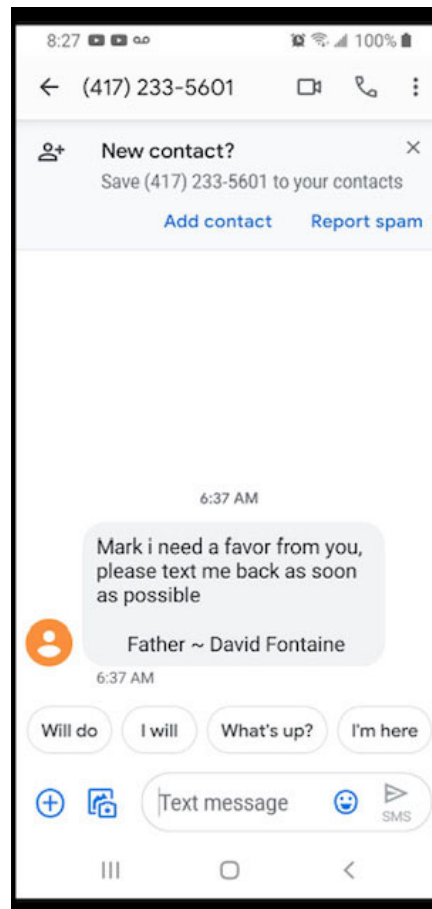 8:27 100%
(417) 233-5601
New contact?
Save (417) 233-5601 to your contacts
Add contact Report spam
6:37 AM
Mark i need a favor from you,
please text me back as soon
as possible
Father ~ David Fontaine
6:37 AM
Will do I will What's up? I'm here
Text message
SMS